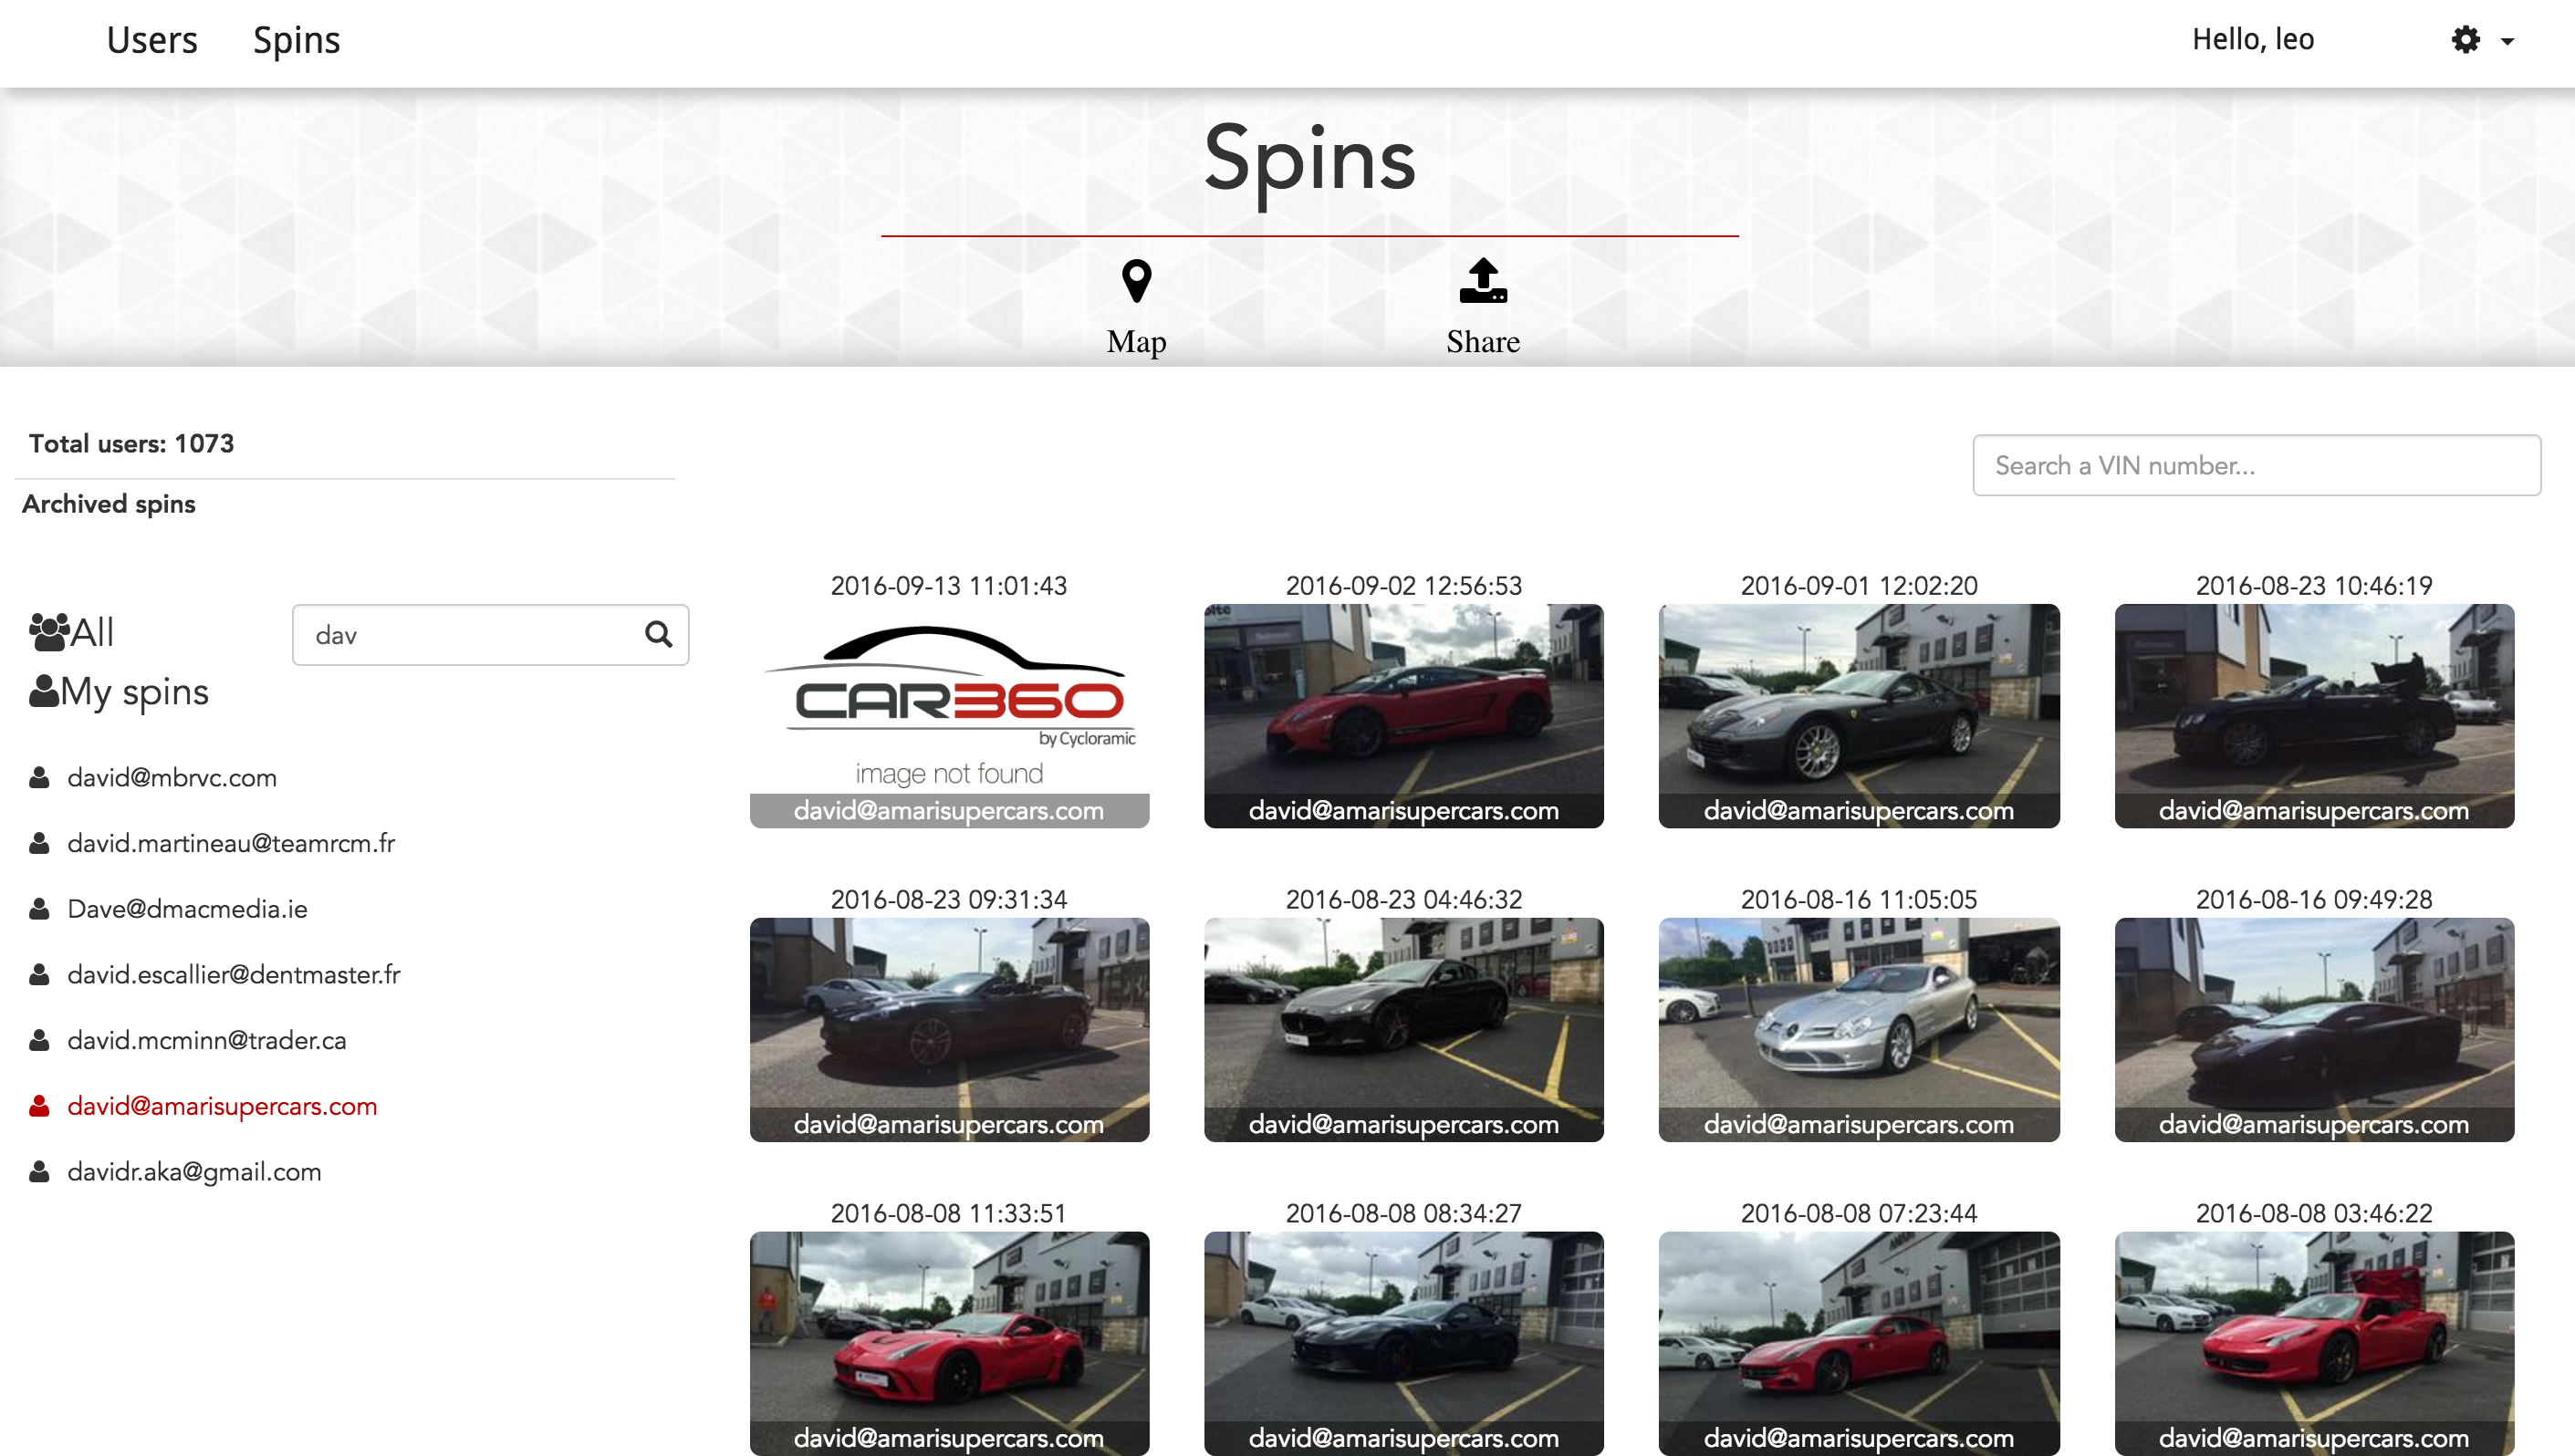 Users Spins Hello, leo
Spins
Map Share
Total users: 1073
Search a VIN number...
Archived spins
All
dav
My spins
david@mbrvc.com
david.martineau@teamrcm.fr
Dave@dmacmedia.ie
david.escallier@dentmaster.fr
david.mcminn@trader.ca
david@amarisupercars.com
davidr.aka@gmail.com
2016-09-13 11:01:43 2016-09-02 12:56:53 2016-09-01 12:02:20 2016-08-23 10:46:19
CAR360
by Cycloramic
image not found
david@amarisupercars.com david@amarisupercars.com david@amarisupercars.com david@amarisupercars.com
2016-08-23 09:31:34 2016-08-23 04:46:32 2016-08-16 11:05:05 2016-08-16 09:49:28
david@amarisupercars.com david@amarisupercars.com david@amarisupercars.com david@amarisupercars.com
2016-08-08 11:33:51 2016-08-08 08:34:27 2016-08-08 07:23:44 2016-08-08 03:46:22
david@amarisupercars.com david@amarisupercars.com david@amarisupercars.com david@amarisupercars.com